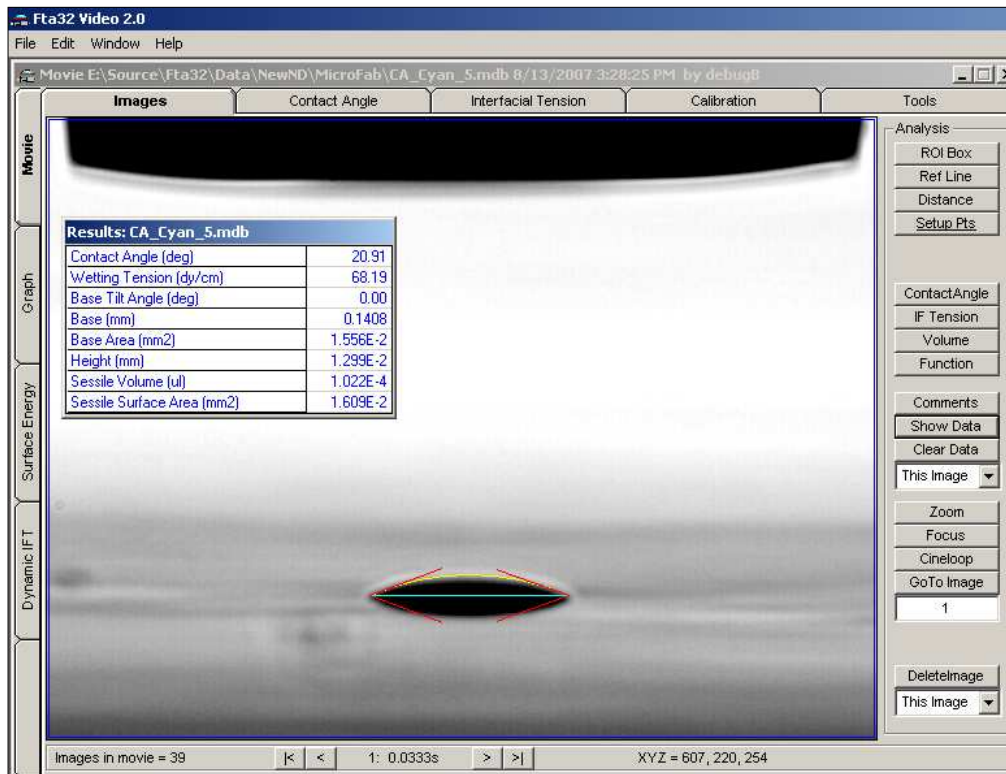 Fta32 Video 2.0
File Edit Window Help
Movie E:\Source\Fta32\Data\NewND\MicroFab\CA_Cyan_5.mdb 8/13/2007 3:28:25 PM by debug8
Images Contact Angle Interfacial Tension Calibration Tools
Movie
Graph
Surface Energy
Dynamic IFT
Results: CA_Cyan_5.mdb
Contact Angle (deg) 20.91
Wetting Tension (dy/cm) 68.19
Base Tilt Angle (deg) 0.00
Base (mm) 0.1408
Base Area (mm2) 1.556E-2
Height (mm) 1.299E-2
Sessile Volume (ul) 1.022E-4
Sessile Surface Area (mm2) 1.609E-2
Analysis
ROI Box
Ref Line
Distance
Setup Pts
ContactAngle
IF Tension
Volume
Function
Comments
Show Data
Clear Data
This Image
Zoom
Focus
Cineloop
GoTo Image
1
DeleteImage
This Image
Images in movie = 39 |< < 1: 0.0333s > >| XYZ = 607, 220, 254